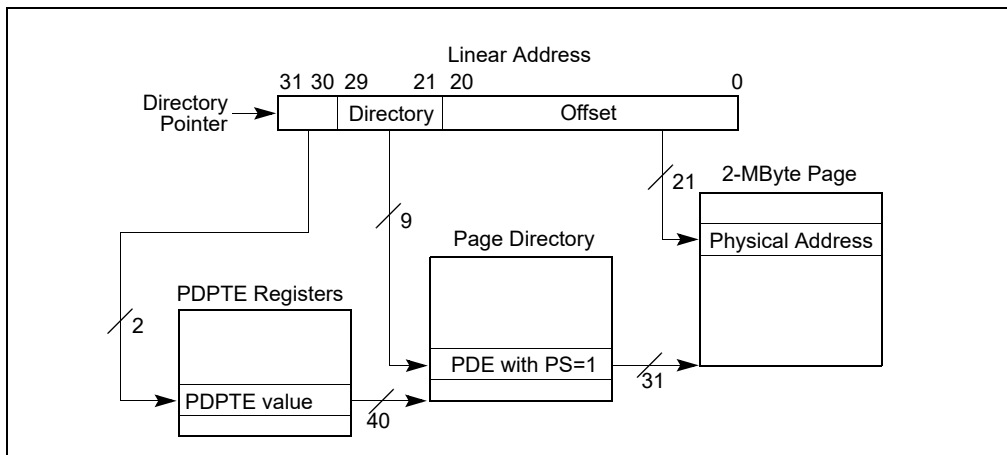 Linear Address
31 30 29 21 20 0
Directory
Pointer
Directory
Offset
2
9
21
2-MByte Page
Physical Address
Page Directory
PDE with PS=1
31
PDPTE Registers
PDPTE value
40